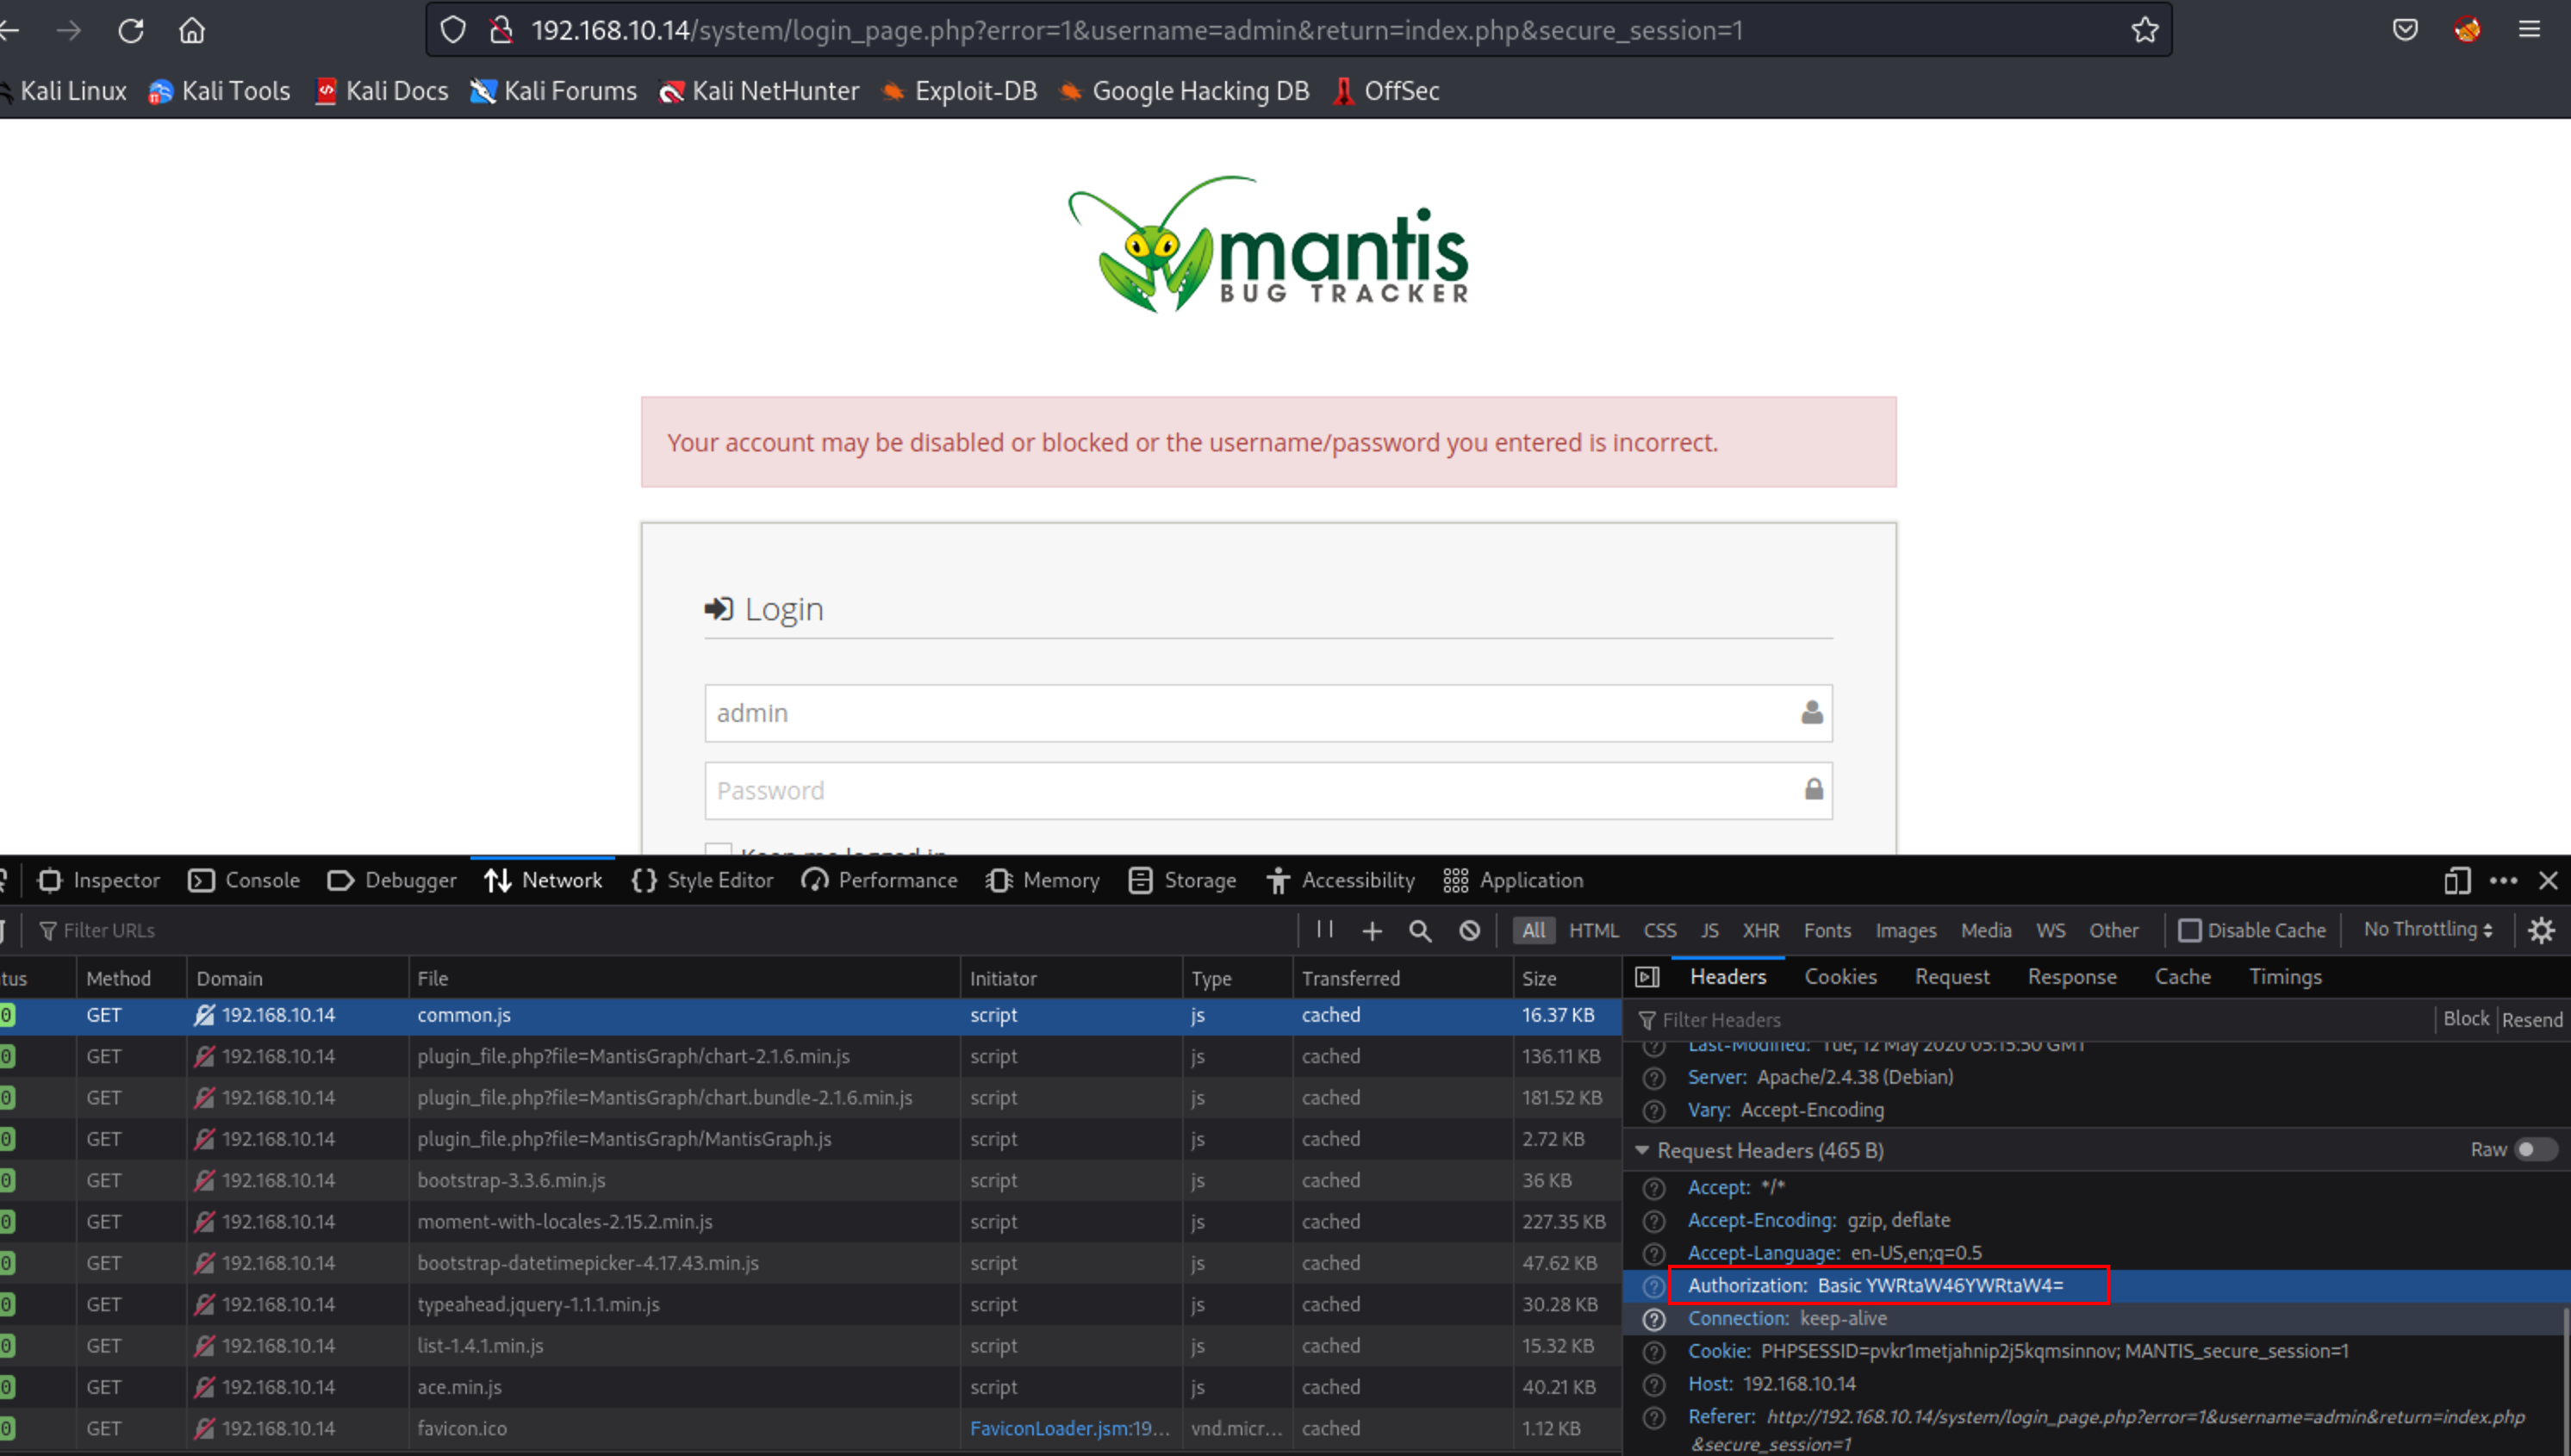 192.168.10.14/system/login_page.php?error=1&username=admin&return=index.php&secure_session=1
Kali Linux Kali Tools Kali Docs Kali Forums Kali NetHunter Exploit-DB Google Hacking DB OffSec
mantis
BUG TRACKER
Your account may be disabled or blocked or the username/password you entered is incorrect.
Login
admin
Password
Keep me logged in
Inspector Console Debugger Network Style Editor Performance Memory Storage Accessibility Application
Filter URLs All HTML CSS JS XHR Fonts Images Media WS Other Disable Cache No Throttling
tus Method Domain File Initiator Type Transferred Size
0 GET 192.168.10.14 common.js script js cached 16.37 KB
0 GET 192.168.10.14 plugin_file.php?file=MantisGraph/chart-2.1.6.min.js script js cached 136.11 KB
0 GET 192.168.10.14 plugin_file.php?file=MantisGraph/chart.bundle-2.1.6.min.js script js cached 181.52 KB
0 GET 192.168.10.14 plugin_file.php?file=MantisGraph/MantisGraph.js script js cached 2.72 KB
0 GET 192.168.10.14 bootstrap-3.3.6.min.js script js cached 36 KB
0 GET 192.168.10.14 moment-with-locales-2.15.2.min.js script js cached 227.35 KB
0 GET 192.168.10.14 bootstrap-datetimepicker-4.17.43.min.js script js cached 47.62 KB
0 GET 192.168.10.14 typeahead.jquery-1.1.1.min.js script js cached 30.28 KB
0 GET 192.168.10.14 list-1.4.1.min.js script js cached 15.32 KB
0 GET 192.168.10.14 ace.min.js script js cached 40.21 KB
0 GET 192.168.10.14 favicon.ico FaviconLoader.jsm:19... vnd.micr... cached 1.12 KB
Headers Cookies Request Response Cache Timings
Filter Headers Block Resend
Last-Modified: Tue, 12 May 2020 05:15:50 GMT
Server: Apache/2.4.38 (Debian)
Vary: Accept-Encoding
Request Headers (465 B) Raw
Accept: */*
Accept-Encoding: gzip, deflate
Accept-Language: en-US,en;q=0.5
Authorization: Basic YWRtaW46YWRtaW4=
Connection: keep-alive
Cookie: PHPSESSID=pvkr1metjahnip2j5kqmsinnov; MANTIS_secure_session=1
Host: 192.168.10.14
Referer: http://192.168.10.14/system/login_page.php?error=1&username=admin&return=index.php
&secure_session=1